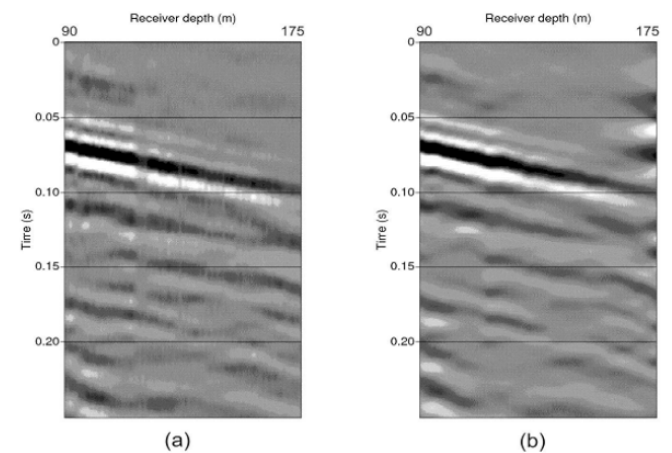 Receiver depth (m)
90 175
0
0.05
0.10
0.15
0.20
Tirre (s)
(a)
Receiver depth (m)
90 175
0
0.05
0.10
0.15
0.20
Tirre (s)
(b)